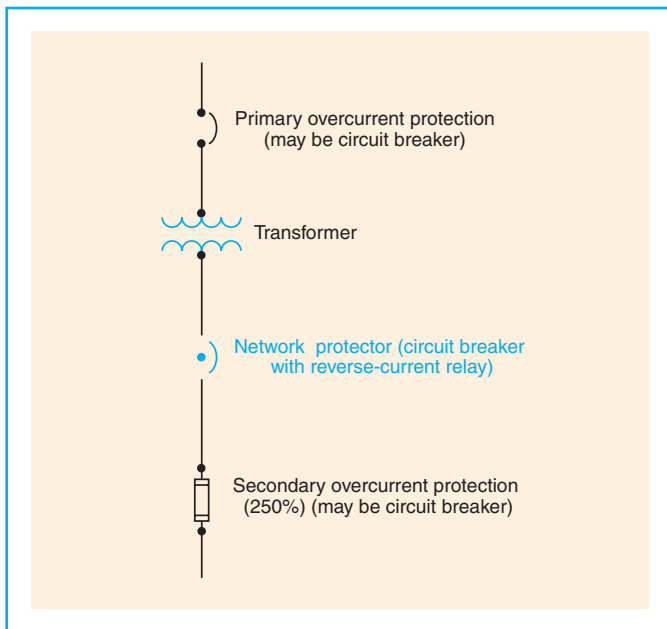 Primary overcurrent protection
(may be circuit breaker)
Transformer
Network protector (circuit breaker
with reverse-current relay)
Secondary overcurrent protection
(250%) (may be circuit breaker)